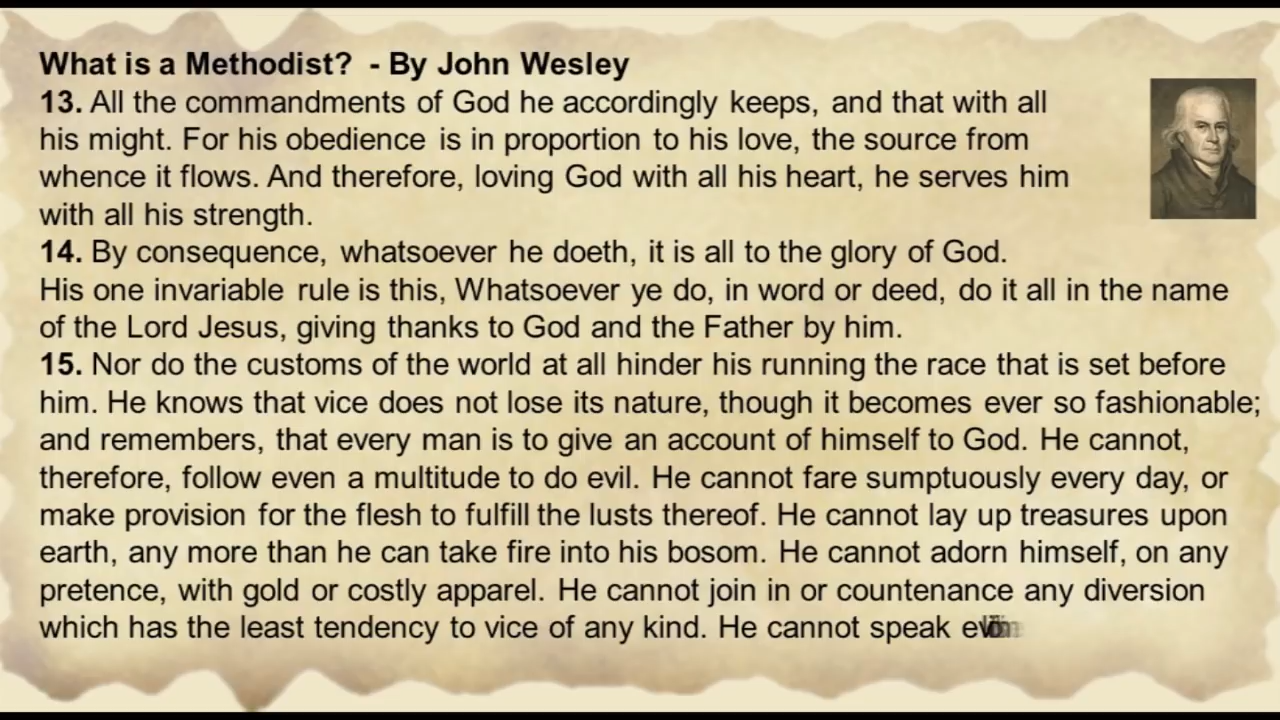 What is a Methodist?  - By John Wesley
13. All the commandments of God he accordingly keeps, and that with all
his might. For his obedience is in proportion to his love, the source from
whence it flows. And therefore, loving God with all his heart, he serves him
with all his strength.
14. By consequence, whatsoever he doeth, it is all to the glory of God.
His one invariable rule is this, Whatsoever ye do, in word or deed, do it all in the name
of the Lord Jesus, giving thanks to God and the Father by him.
15. Nor do the customs of the world at all hinder his running the race that is set before
him. He knows that vice does not lose its nature, though it becomes ever so fashionable;
and remembers, that every man is to give an account of himself to God. He cannot,
therefore, follow even a multitude to do evil. He cannot fare sumptuously every day, or
make provision for the flesh to fulfill the lusts thereof. He cannot lay up treasures upon
earth, any more than he can take fire into his bosom. He cannot adorn himself, on any
pretence, with gold or costly apparel. He cannot join in or countenance any diversion
which has the least tendency to vice of any kind. He cannot speak